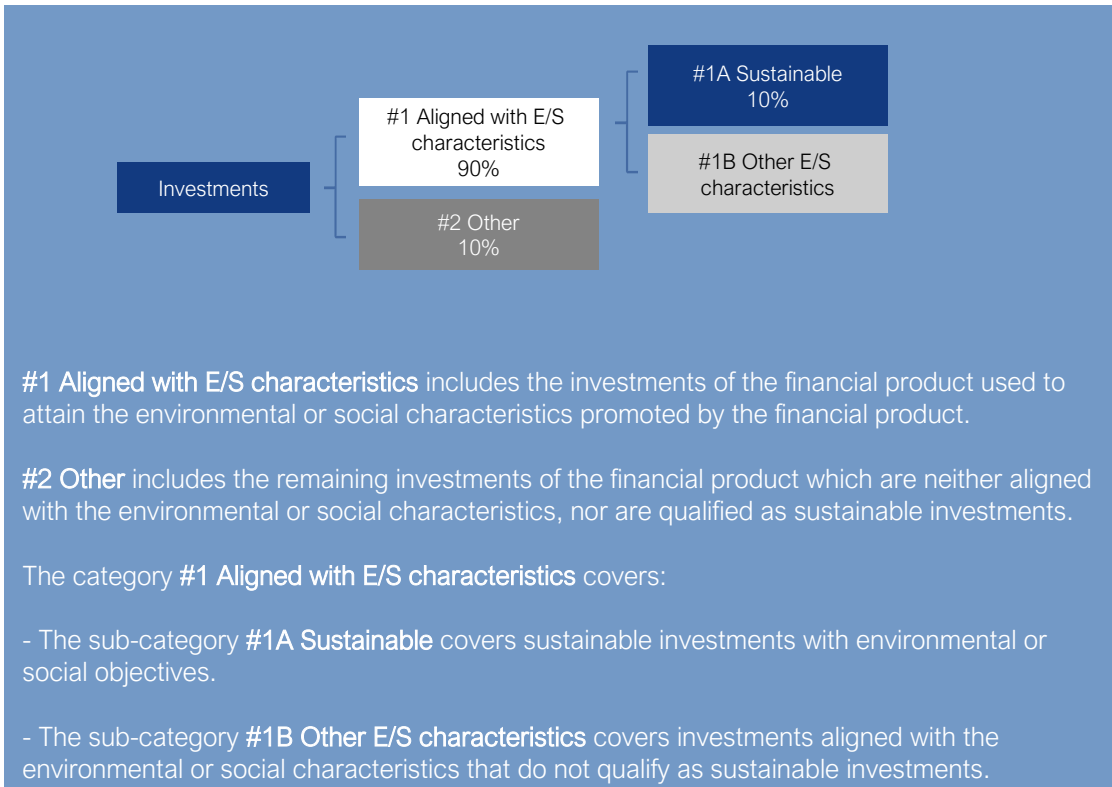 #1A Sustainable
10%
#1 Aligned with E/S
characteristics
90%
#1B Other E/S
characteristics
Investments
#2 Other
10%
#1 Aligned with E/S characteristics includes the investments of the financial product used to
attain the environmental or social characteristics promoted by the financial product.
#2 Other includes the remaining investments of the financial product which are neither aligned
with the environmental or social characteristics, nor are qualified as sustainable investments.
The category #1 Aligned with E/S characteristics covers:
- The sub-category #1A Sustainable covers sustainable investments with environmental or
social objectives.
- The sub-category #1B Other E/S characteristics covers investments aligned with the
environmental or social characteristics that do not qualify as sustainable investments.